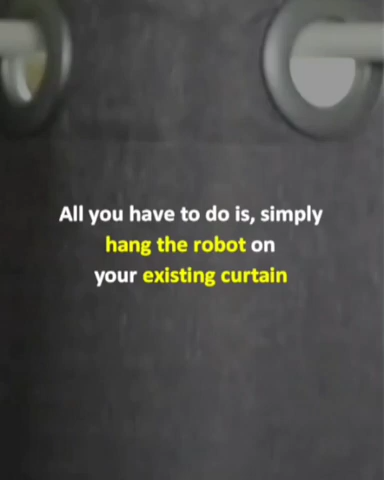 All you have to do is, simply
hang the robot on
your existing curtain